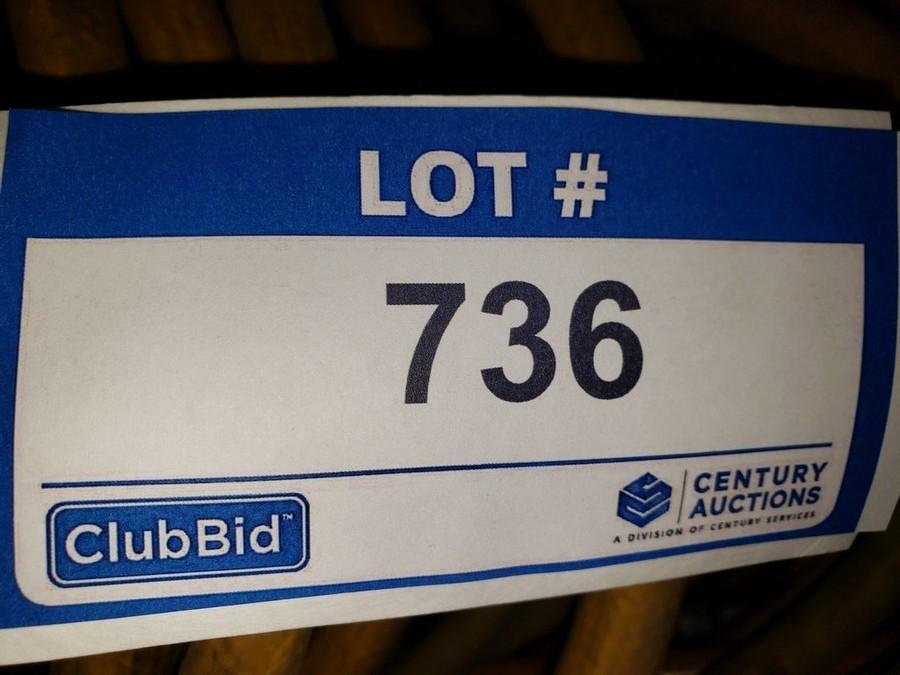 LOT #
736
ClubBid™
CENTURY
AUCTIONS
A DIVISION OF CENTURY SERVICES